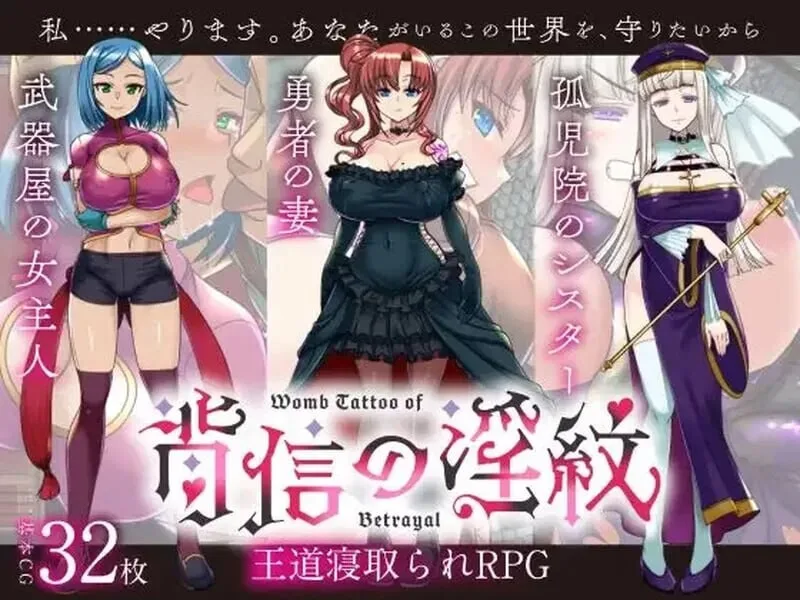 私……やります。あなたがいるこの世界を、守りたいから
武器屋の女主人
勇者の妻
孤児院のシスター
Womb Tattoo of
背信の淫紋
Betrayal
基本CG
32枚
王道寝取られRPG